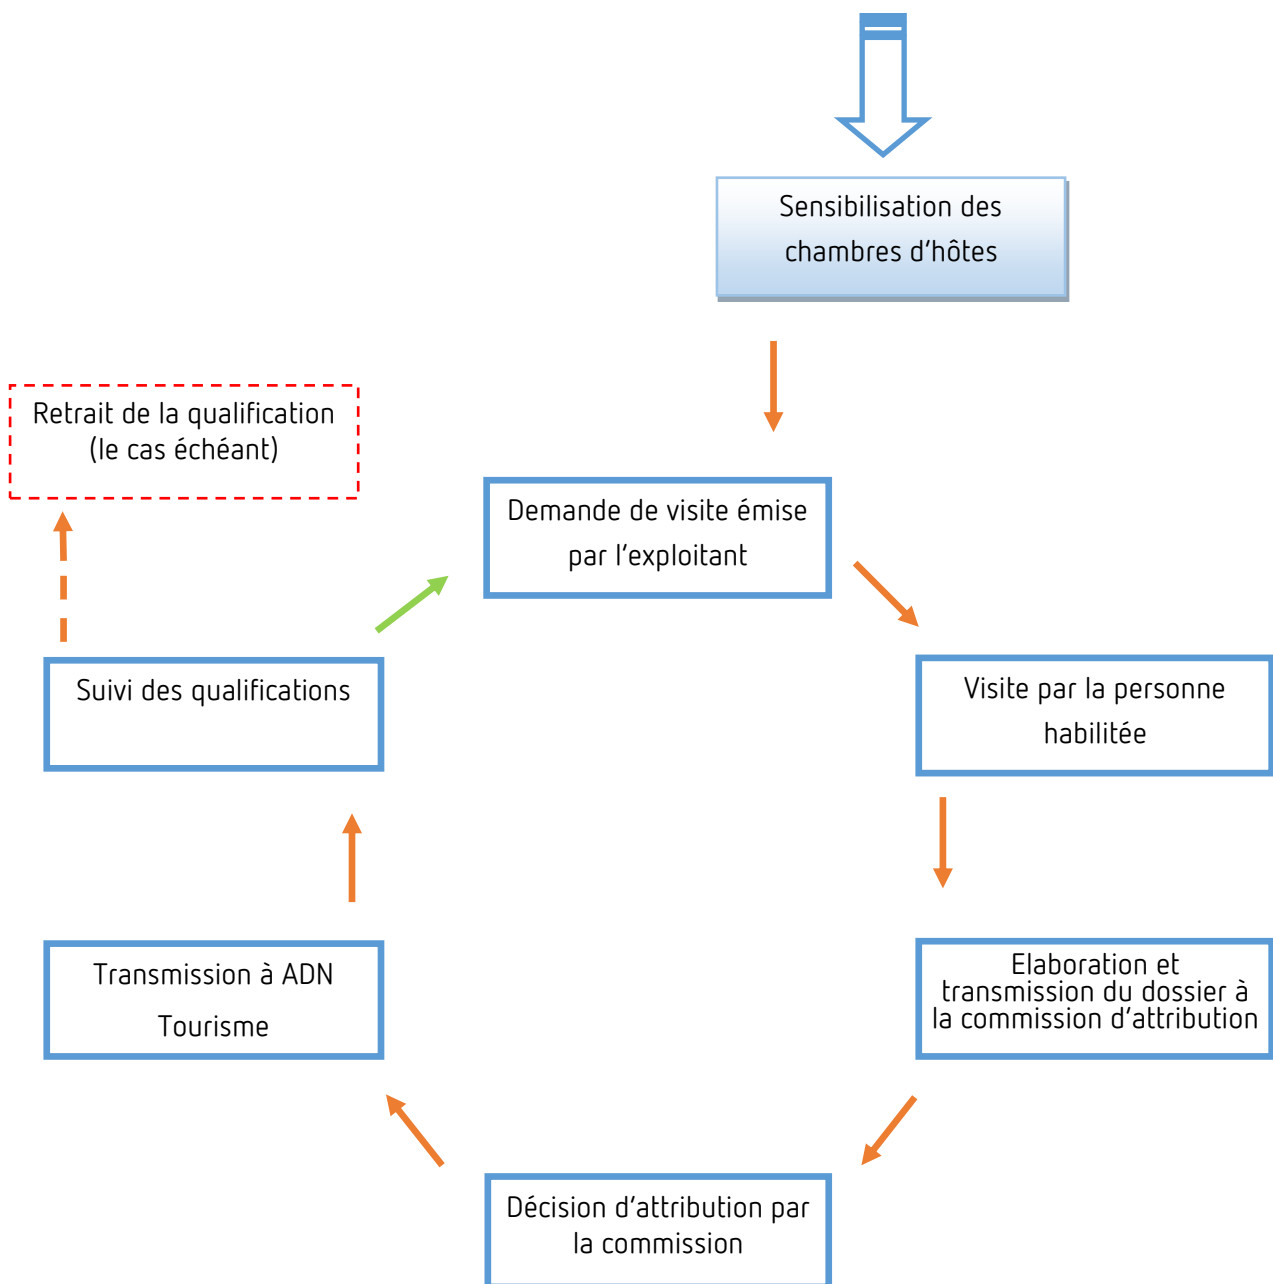 Sensibilisation des
chambres d'hôtes
Retrait de la qualification
(le cas échéant)
Demande de visite émise
par l'exploitant
Suivi des qualifications
Visite par la personne
habilitée
Transmission à ADN
Tourisme
Elaboration et
transmission du dossier à
la commission d'attribution
Décision d'attribution par
la commission